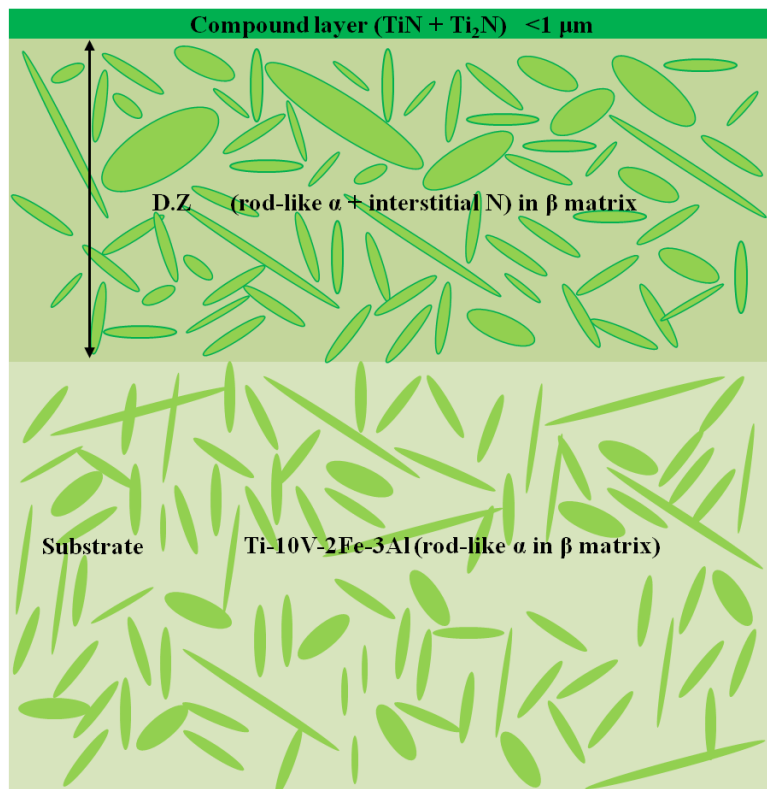 Compound layer (TiN + Ti₂N) <1 μm
D.Z (rod-like α + interstitial N) in β matrix
Substrate Ti-10V-2Fe-3Al (rod-like α in β matrix)